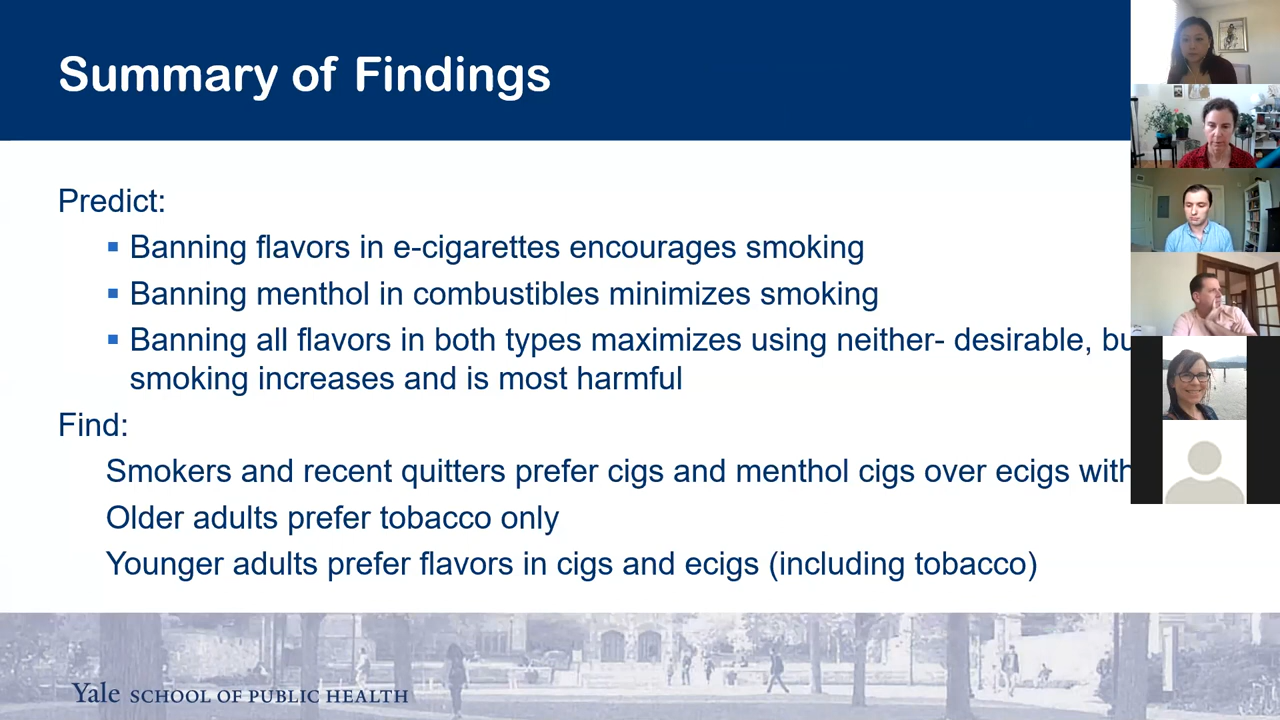 Summary of Findings
Predict:
▪ Banning flavors in e-cigarettes encourages smoking
▪ Banning menthol in combustibles minimizes smoking
▪ Banning all flavors in both types maximizes using neither- desirable,
smoking increases and is most harmful
Find:
Smokers and recent quitters prefer cigs and menthol cigs over ecigs with
Older adults prefer tobacco only
Younger adults prefer flavors in cigs and ecigs (including tobacco)
Yale SCHOOL OF PUBLIC HEALTH